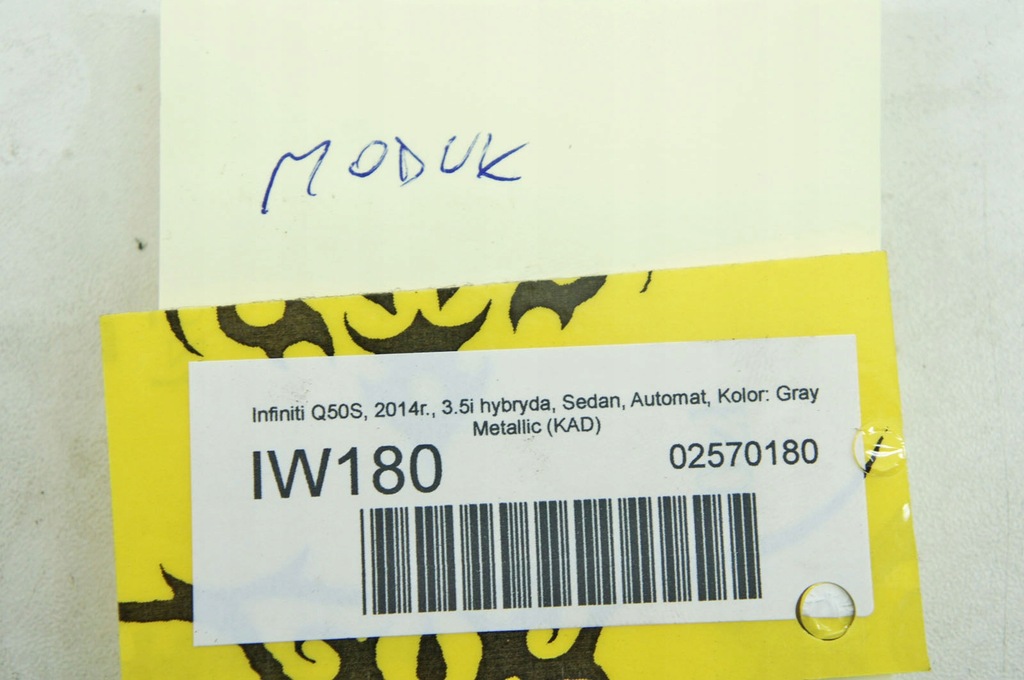 MODUK
Infiniti Q50S, 2014r., 3.5i hybryda, Sedan, Automat, Kolor: Gray
Metallic (KAD)
IW180
02570180